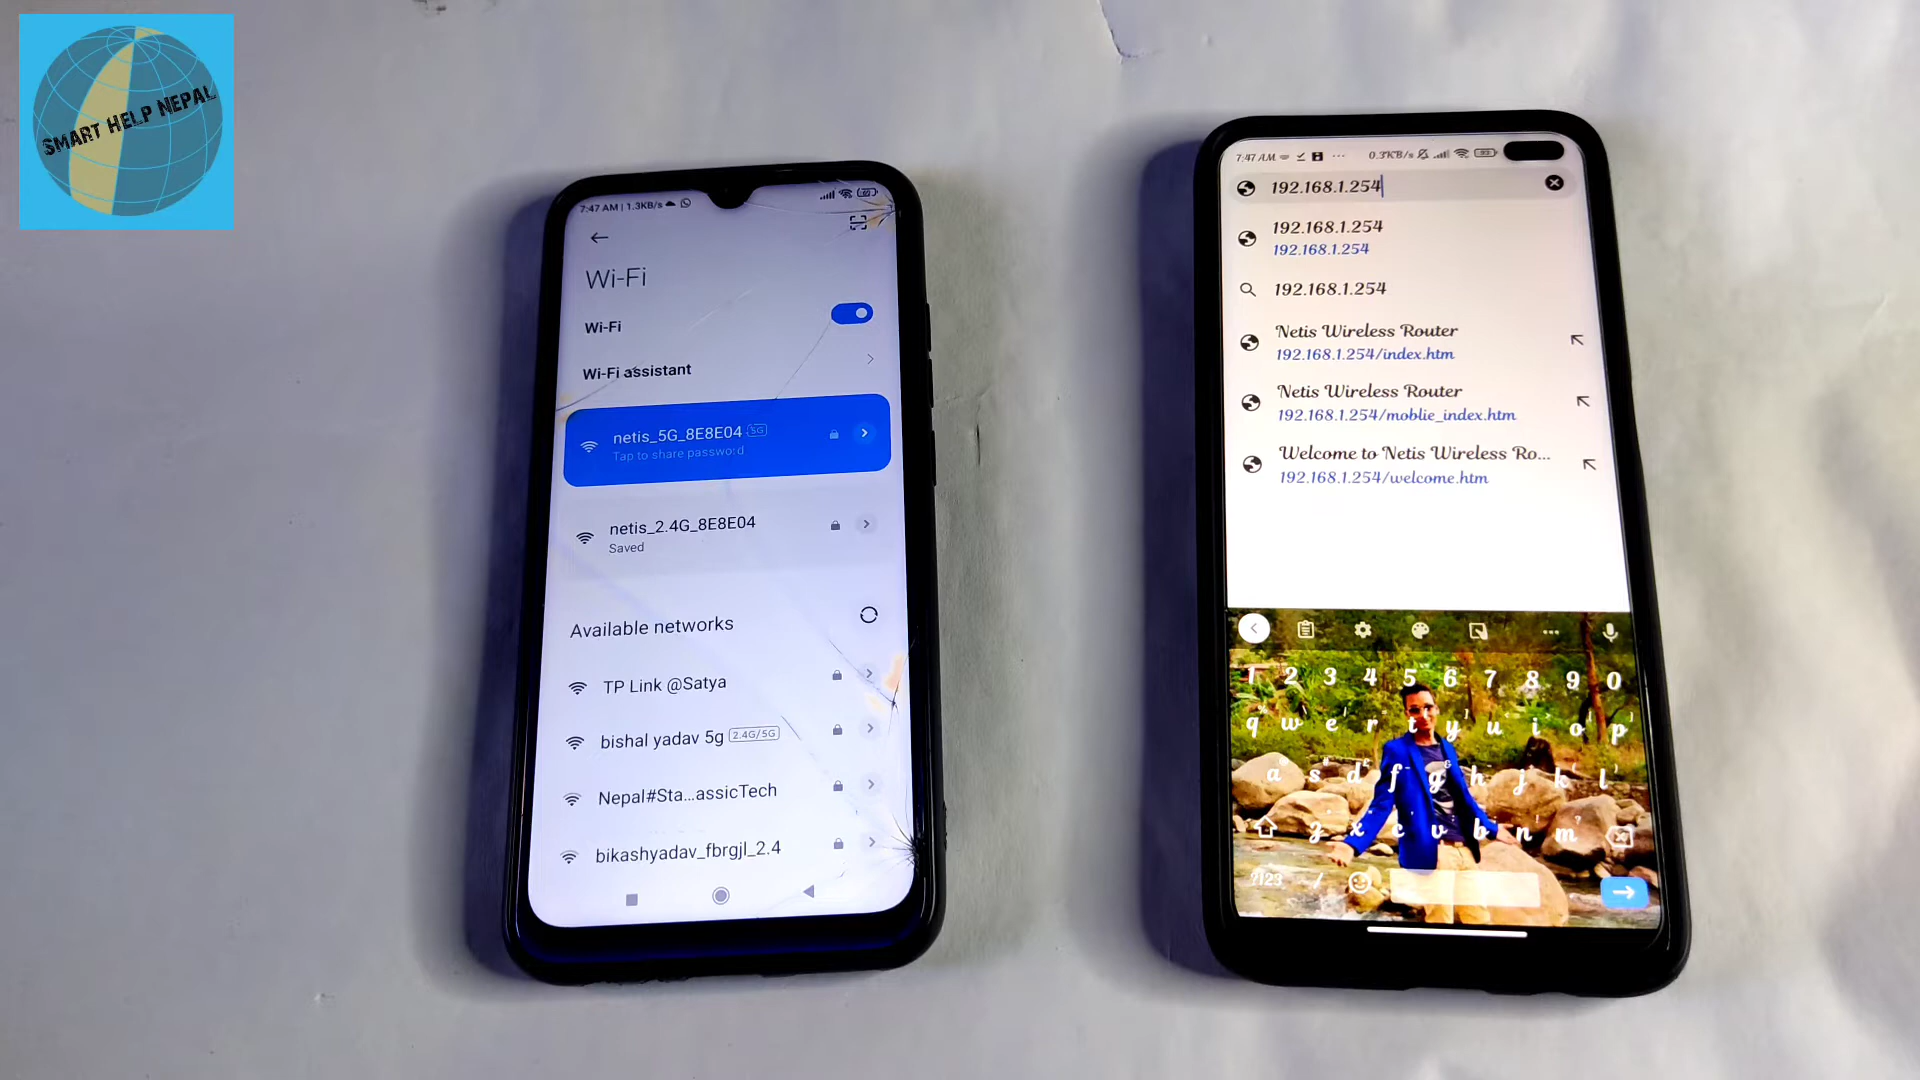 SMART HELP NEPAL
7:47 AM | 1.3KB/s
Wi-Fi
Wi-Fi
Wi-Fi assistant
netis_5G_8E8E04 5G
Tap to share password
netis_2.4G_8E8E04
Saved
Available networks
TP Link @Satya
bishal yadav 5g 2.4G/5G
Nepal#Sta...assicTech
bikashyadav_fbrgjl_2.4
7:47 AM ... 0.3KB/s
192.168.1.254
192.168.1.254
192.168.1.254
192.168.1.254
Netis Wireless Router
192.168.1.254/index.htm
Netis Wireless Router
192.168.1.254/moblie_index.htm
Welcome to Netis Wireless Ro...
192.168.1.254/welcome.htm
1 2 3 4 5 6 7 8 9 0
q w e r t y u i o p
a s d f g h j k l
z x c v b n m
?123 /